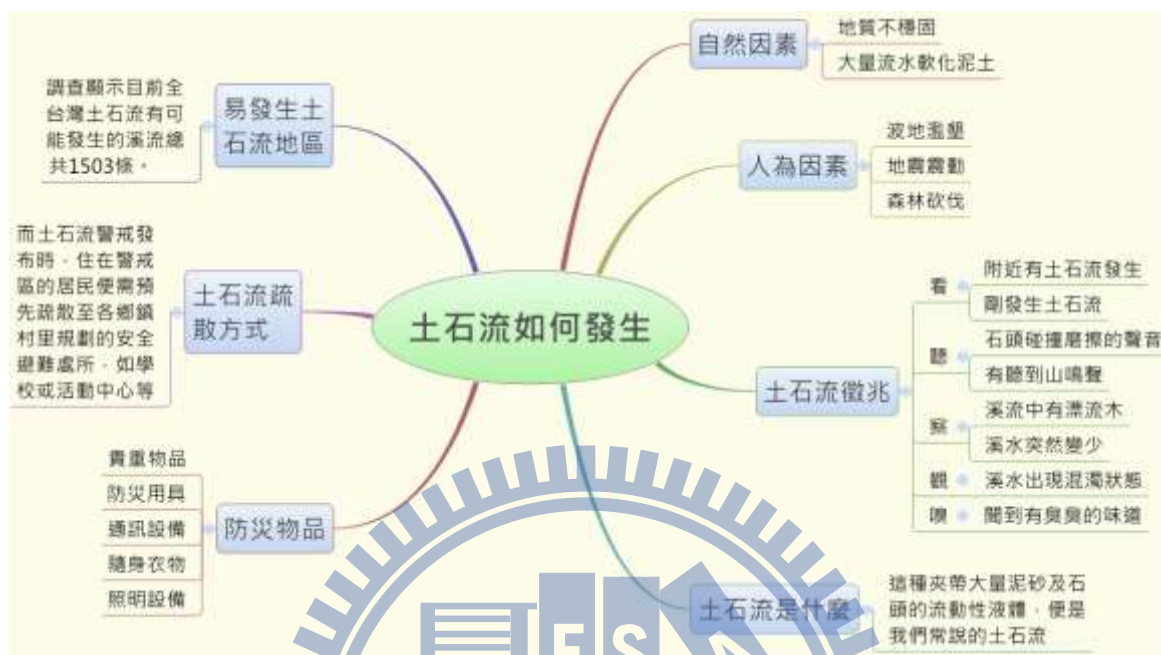 土石流如何發生
自然因素
地質不穩固
大量流水軟化泥土
人為因素
波地濫墾
地震震動
森林砍伐
土石流徵兆
看
附近有土石流發生
剛發生土石流
聽
石頭碰撞磨擦的聲音
有聽到山鳴聲
察
溪流中有漂流木
溪水突然變少
觀
溪水出現混濁狀態
嗅
聞到有臭臭的味道
土石流是什麼
這種夾帶大量泥砂及石
頭的流動性液體，便是
我們常說的土石流
易發生土
石流地區
調查顯示目前全
台灣土石流有可
能發生的溪流總
共1503條。
土石流疏
散方式
而土石流警戒發
布時，住在警戒
區的居民便需預
先疏散至各鄉鎮
村里規劃的安全
避難處所，如學
校或活動中心等
防災物品
貴重物品
防災用具
通訊設備
隨身衣物
照明設備
ES